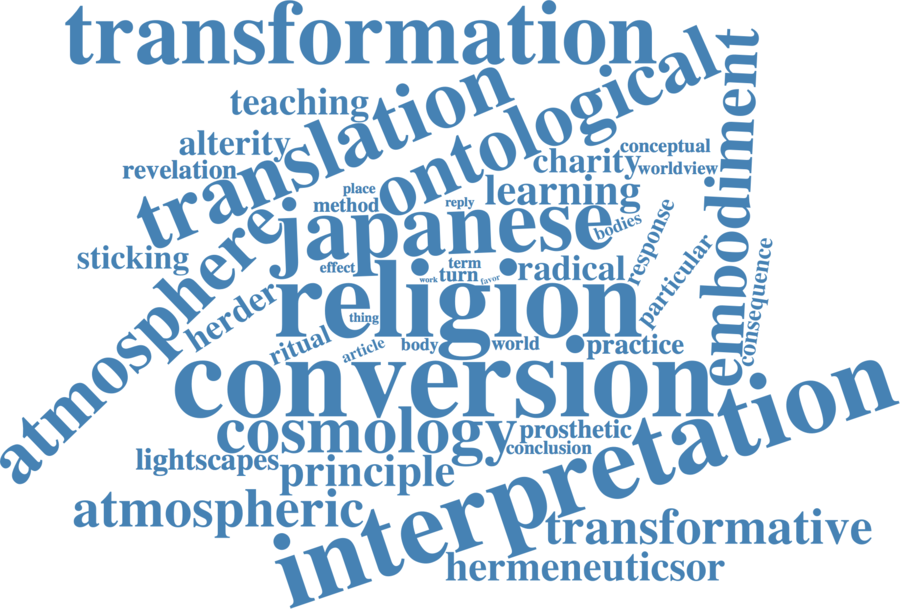 transformation
translation
ontological
embodiment
teaching
alterity
revelation
conceptual
charity
worldview
place
method
reply
learning
japanese
bodies
response
sticking
atmosphere
effect
term
work
turn
favor
radical
particular
consequence
herder
religion
thing
ritual
article
body
world
practice
conversion
cosmology
prosthetic
conclusion
lightscapes
principle
interpretation
atmospheric
transformative
hermeneuticsor